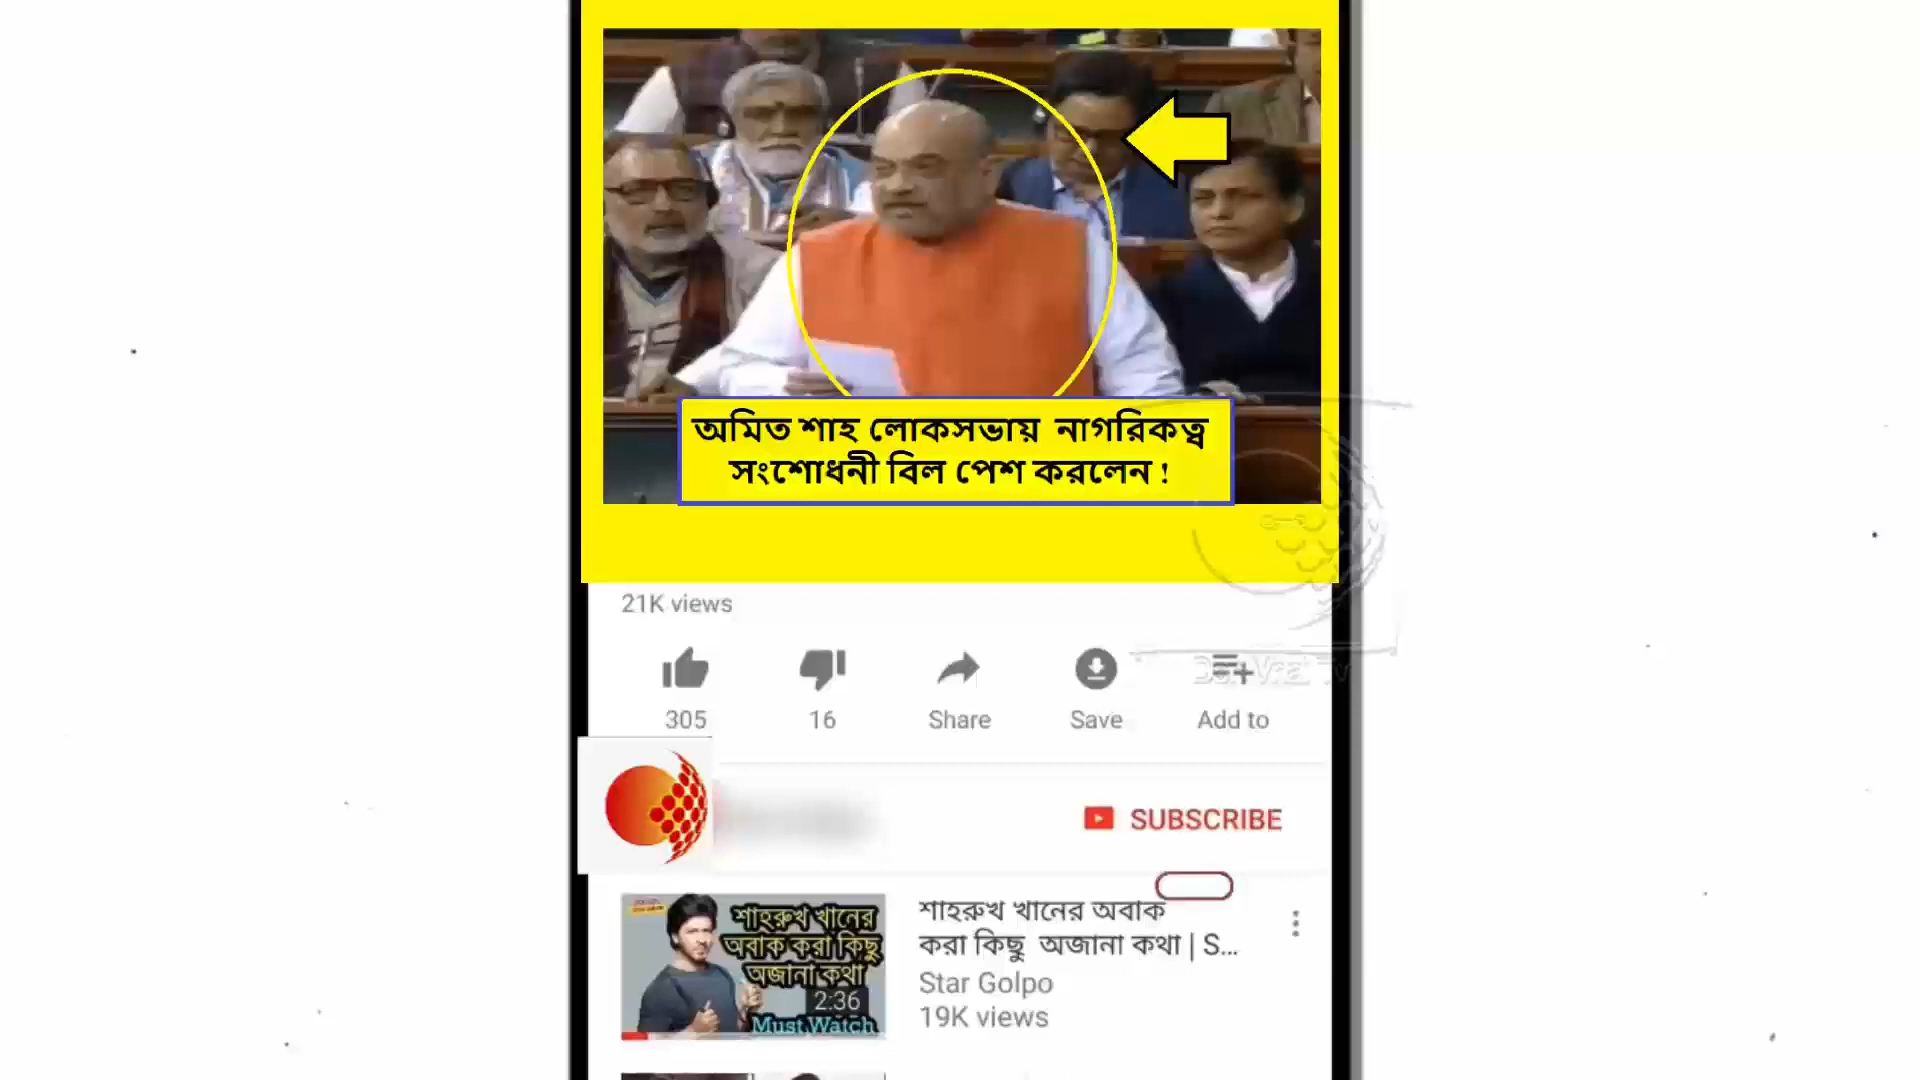 অমিত শাহ লোকসভায় নাগরিকত্ব
সংশোধনী বিল পেশ করলেন !
21K views
305
16
Share
Save
Add to
SUBSCRIBE
শাহরুখ খানের
অবাক করা কিছু
অজানা কথা
2:36
Must Watch
শাহরুখ খানের অবাক
করা কিছু অজানা কথা | S...
Star Golpo
19K views